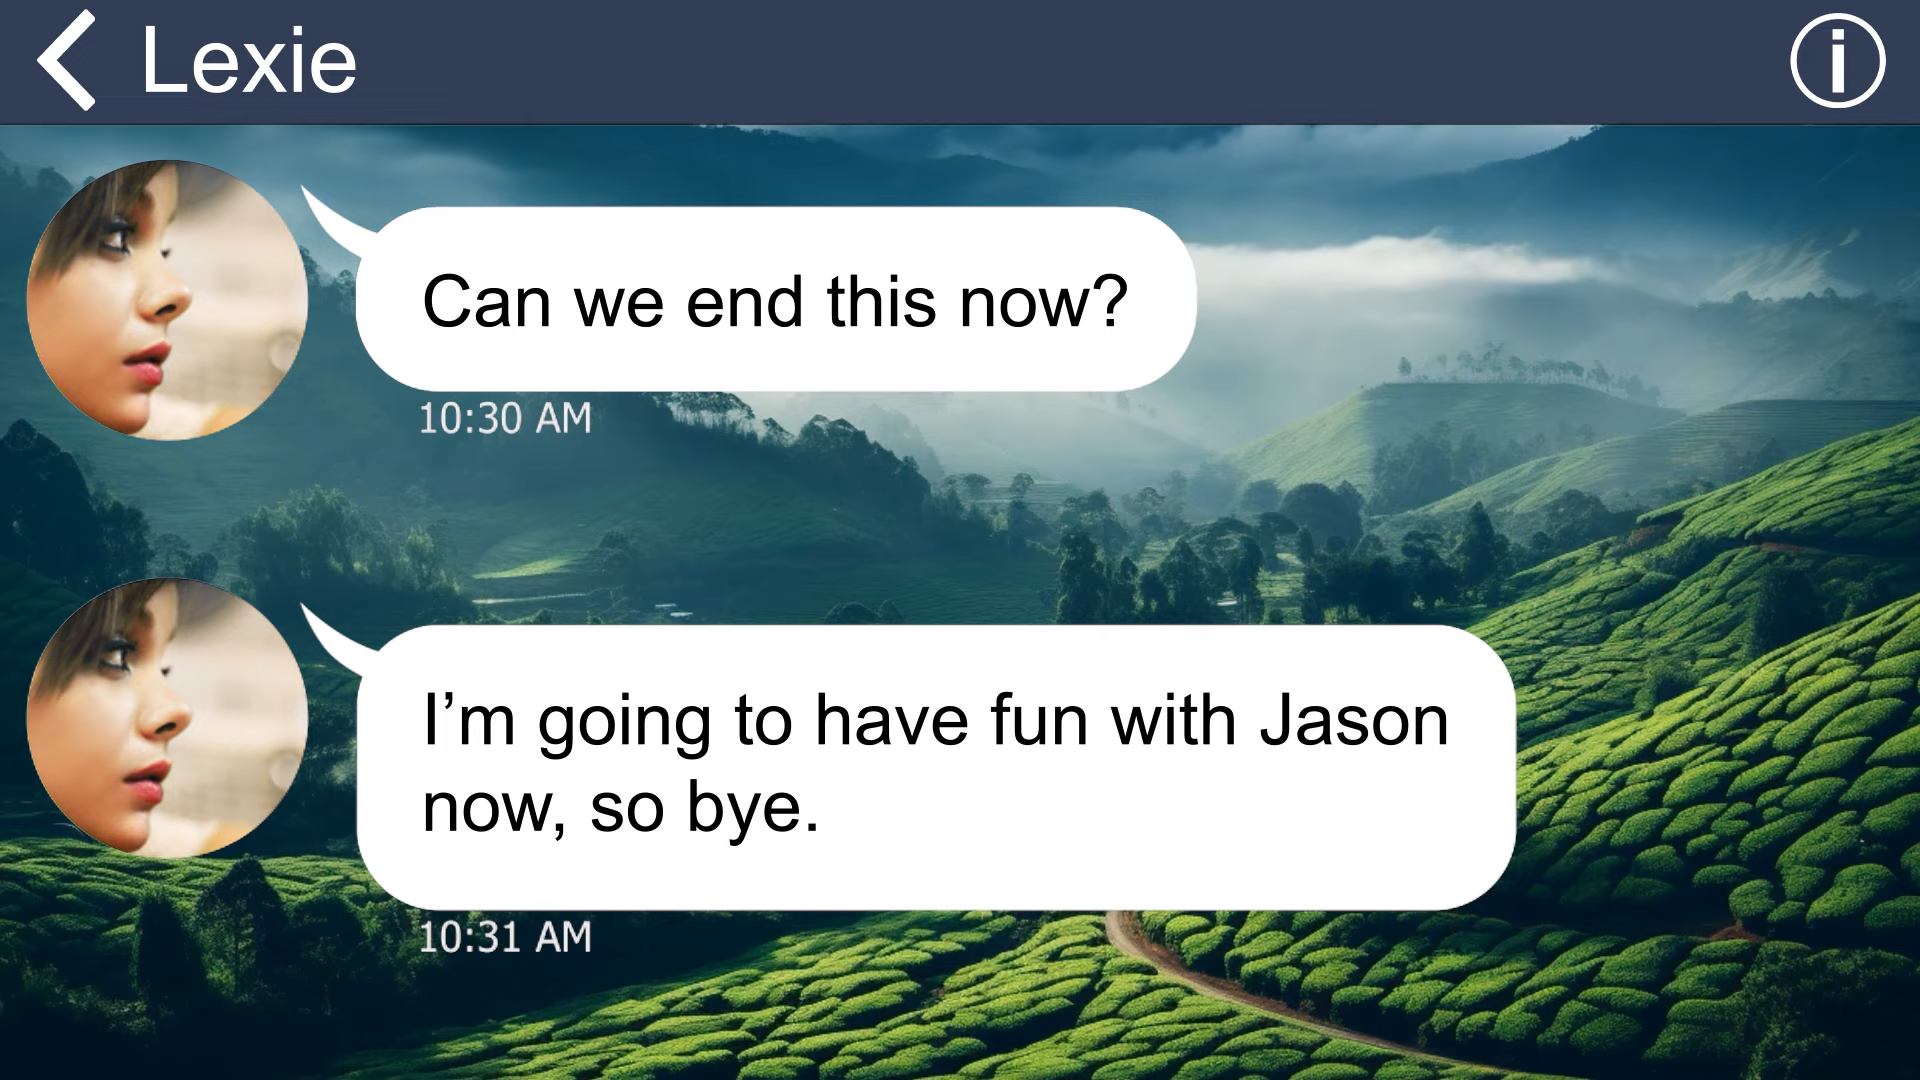 Lexie
Can we end this now?
10:30 AM
I’m going to have fun with Jason
now, so bye.
10:31 AM